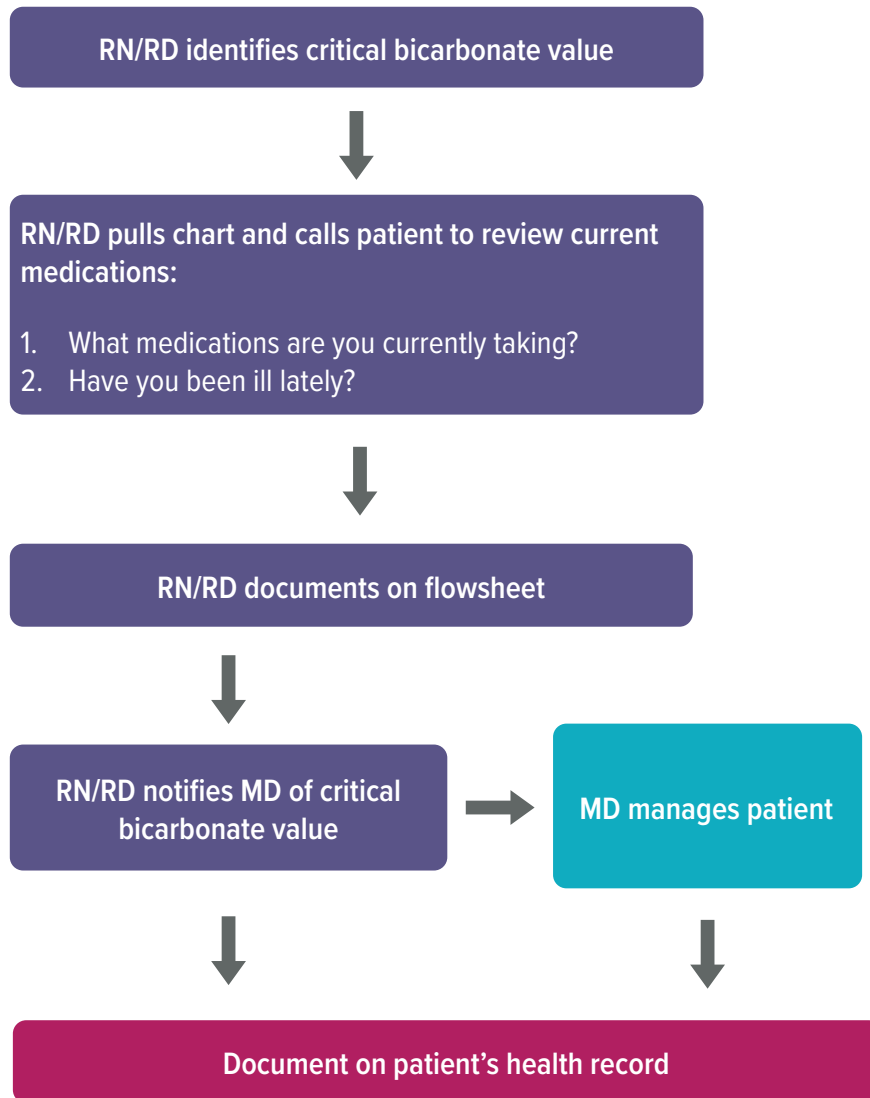 RN/RD identifies critical bicarbonate value
RN/RD pulls chart and calls patient to review current
medications:
1. What medications are you currently taking?
2. Have you been ill lately?
RN/RD documents on flowsheet
RN/RD notifies MD of critical
bicarbonate value
MD manages patient
Document on patient’s health record